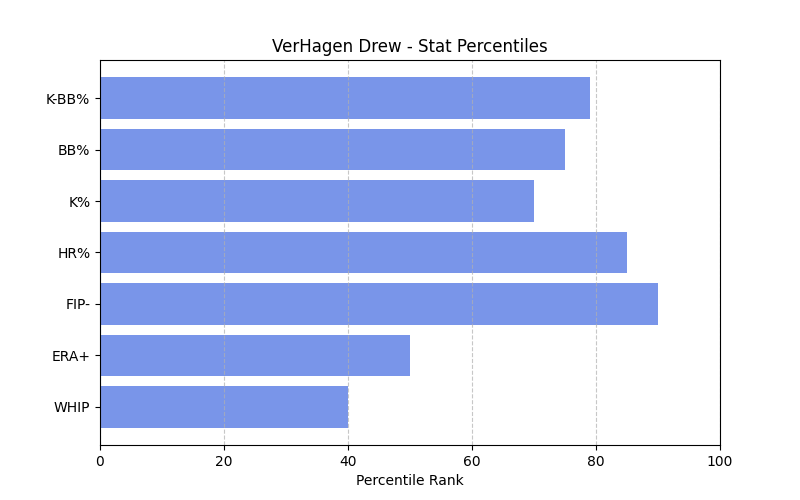 VerHagen Drew - Stat Percentiles
K-BB%
BB%
K%
HR%
FIP-
ERA+
WHIP
0 20 40 60 80 100
Percentile Rank